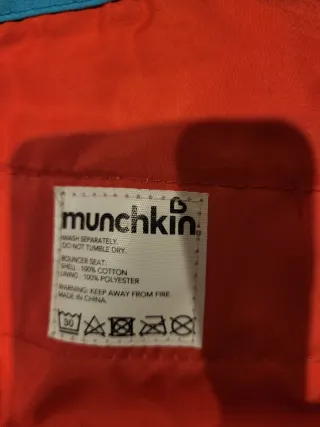 munchkin
WASH SEPARATELY.
DO NOT TUMBLE DRY.
BOUNCER SEAT:
SHELL : 100% COTTON
LINING : 100% POLYESTER
WARNING: KEEP AWAY FROM FIRE
MADE IN CHINA.
30